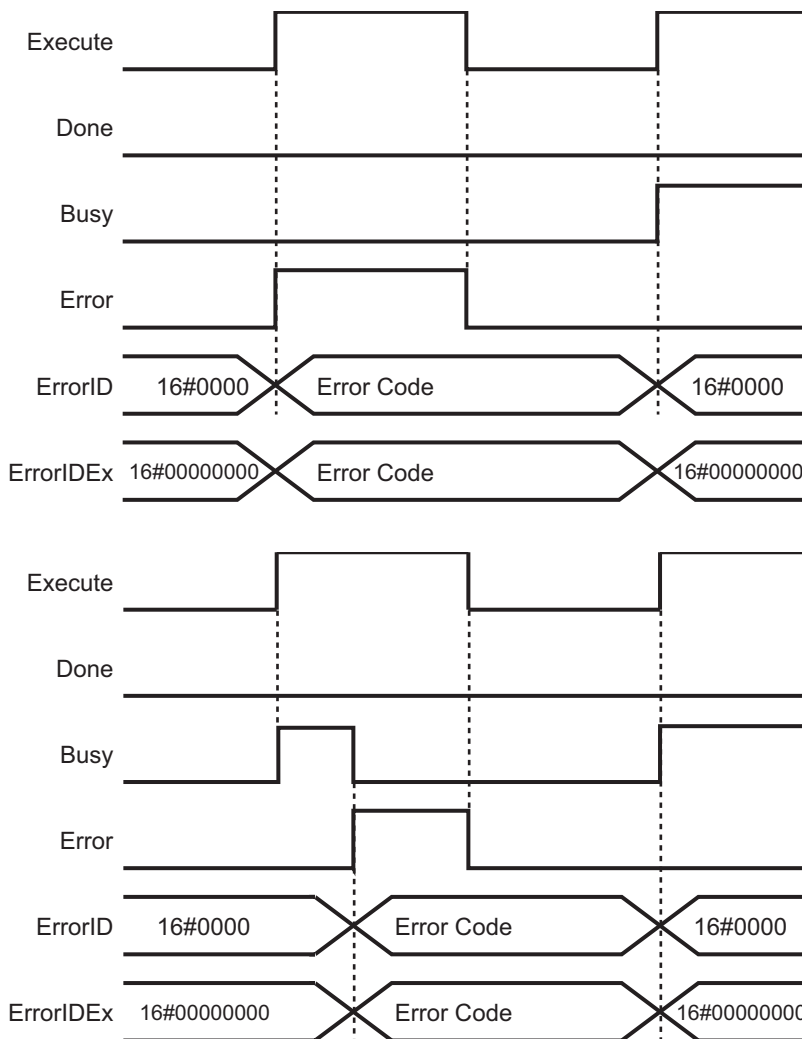 Execute
Done
Busy
Error
ErrorID 16#0000 Error Code 16#0000
ErrorIDEx 16#00000000 Error Code 16#00000000
Execute
Done
Busy
Error
ErrorID 16#0000 Error Code 16#0000
ErrorIDEx 16#00000000 Error Code 16#00000000